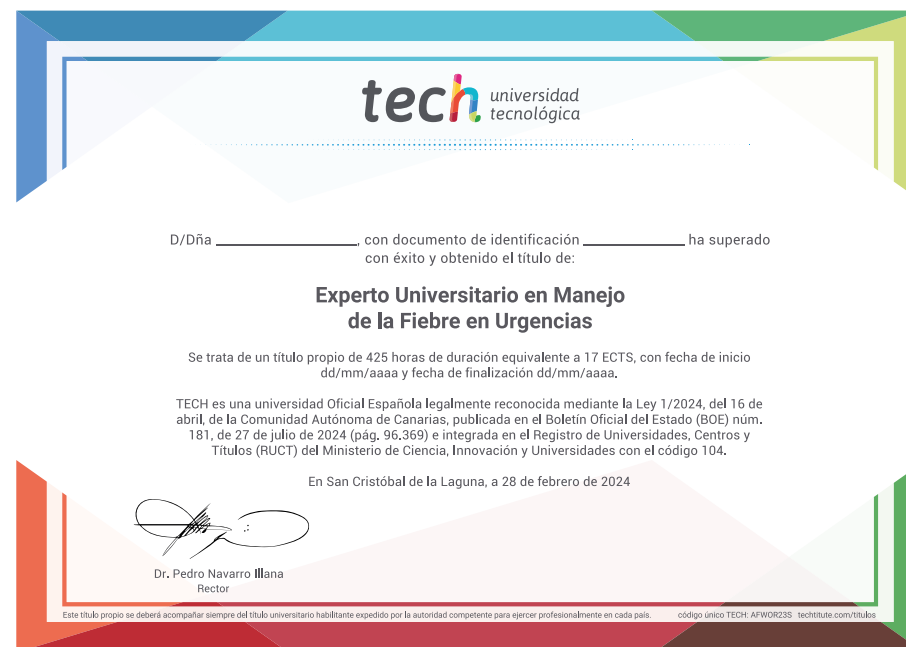 tech universidad
tecnológica
D/Dña ________________, con documento de identificación ____________ ha superado
con éxito y obtenido el título de:
Experto Universitario en Manejo
de la Fiebre en Urgencias
Se trata de un título propio de 425 horas de duración equivalente a 17 ECTS, con fecha de inicio
dd/mm/aaaa y fecha de finalización dd/mm/aaaa.
TECH es una universidad Oficial Española legalmente reconocida mediante la Ley 1/2024, del 16 de
abril, de la Comunidad Autónoma de Canarias, publicada en el Boletín Oficial del Estado (BOE) núm.
181, de 27 de julio de 2024 (pág. 96.369) e integrada en el Registro de Universidades, Centros y
Títulos (RUCT) del Ministerio de Ciencia, Innovación y Universidades con el código 104.
En San Cristóbal de la Laguna, a 28 de febrero de 2024
Dr. Pedro Navarro Illana
Rector
Este título propio se deberá acompañar siempre del título universitario habilitante expedido por la autoridad competente para ejercer profesionalmente en cada país. código único TECH: AFWOR23S techtitute.com/titulos